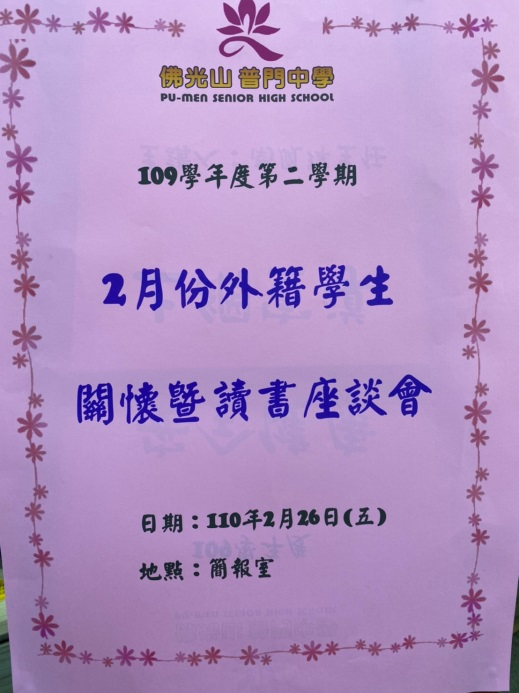 佛光山 普門中學
PU-MEN SENIOR HIGH SCHOOL
109學年度第二學期
2月份外籍學生
關懷暨讀書座談會
日期：110年2月26日(五)
地點：簡報室